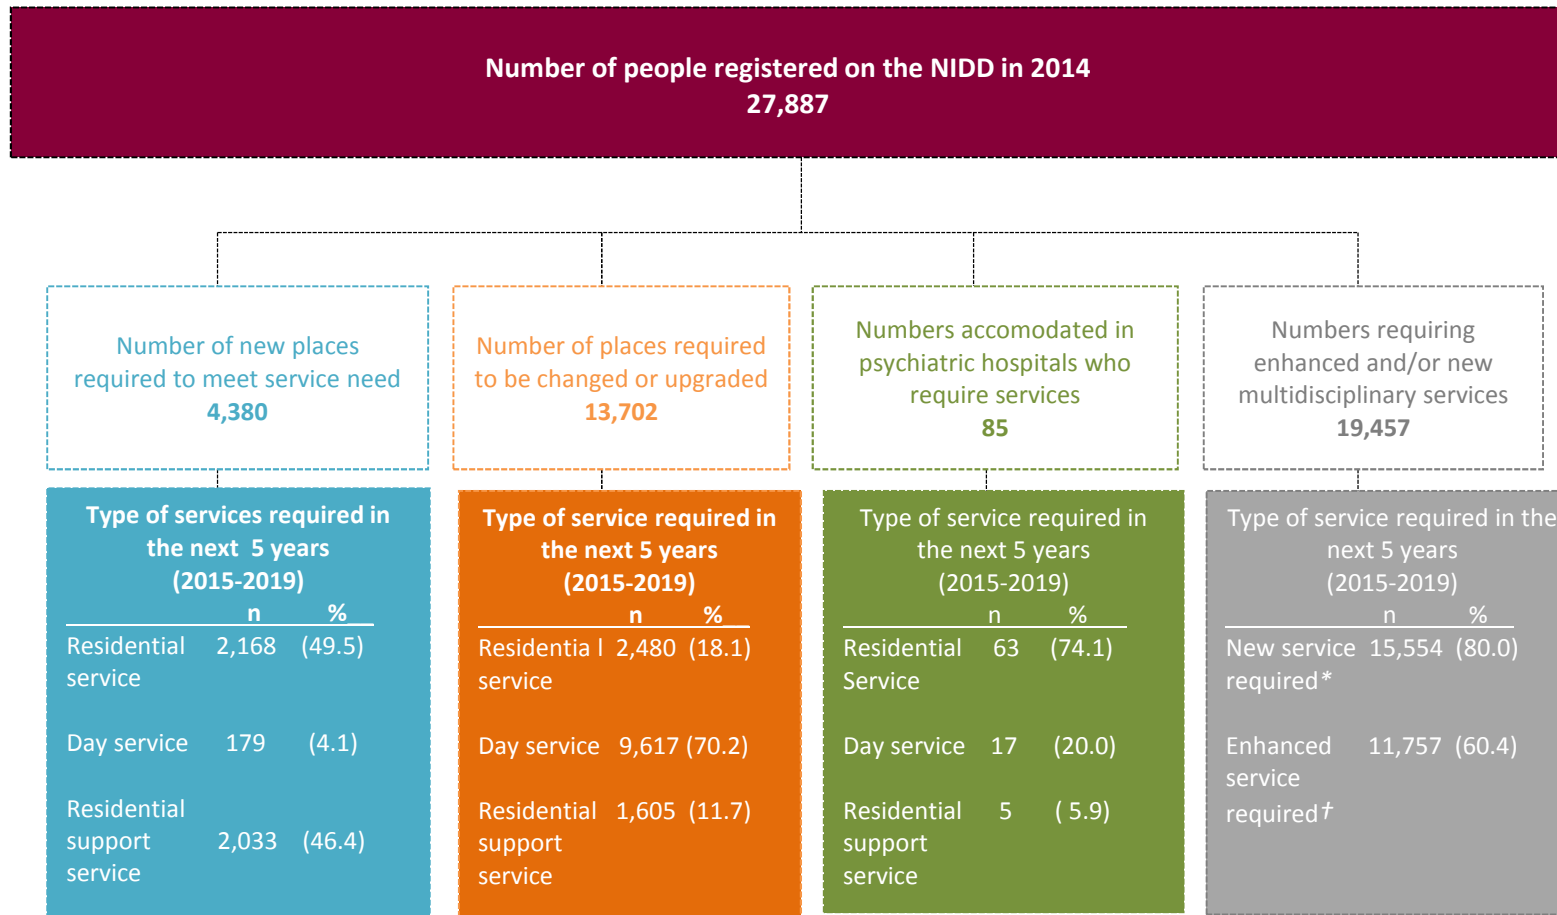 Number of people registered on the NIDD in 2014
27,887
Number of new places
required to meet service need
4,380
Number of places required
to be changed or upgraded
13,702
Numbers accomodated in
psychiatric hospitals who
require services
85
Numbers requiring
enhanced and/or new
multidisciplinary services
19,457
Type of services required in
the next 5 years
(2015-2019)
n %
Residential 2,168 (49.5)
service
Day service 179 (4.1)
Residential
support 2,033 (46.4)
service
Type of service required in
the next 5 years
(2015-2019)
n %
Residentia l 2,480 (18.1)
service
Day service 9,617 (70.2)
Residential 1,605 (11.7)
support
service
Type of service required in
the next 5 years
(2015-2019)
n %
Residential 63 (74.1)
Service
Day service 17 (20.0)
Residential 5 ( 5.9)
support
service
Type of service required in the
next 5 years
(2015-2019)
n %
New service 15,554 (80.0)
required*
Enhanced 11,757 (60.4)
service
required†